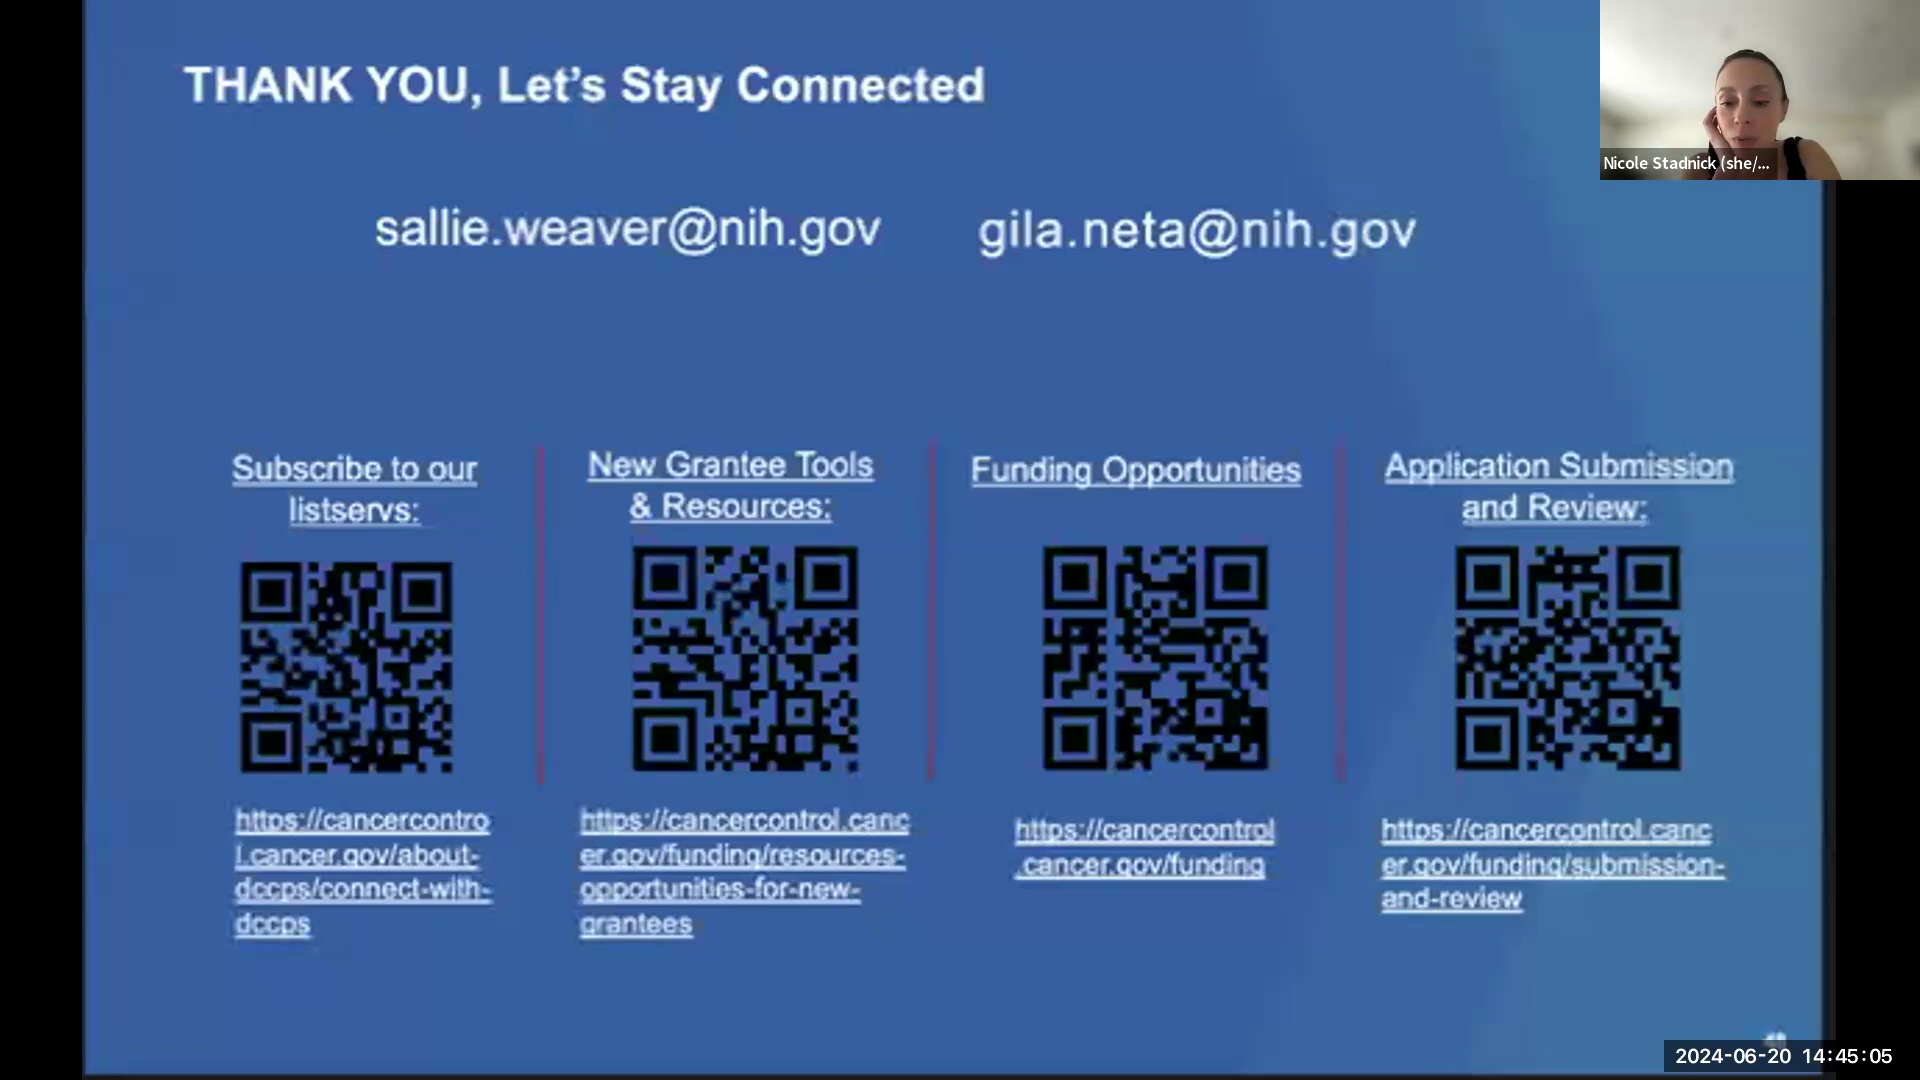 THANK YOU, Let's Stay Connected
Nicole Stadnick (she/...
sallie.weaver@nih.gov
gila.neta@nih.gov
Subscribe to our
listservs:
New Grantee Tools
& Resources:
Funding Opportunities
Application Submission
and Review:
https://cancercontro
l.cancer.gov/about-
dccps/connect-with-
dccps
https://cancercontrol.canc
er.gov/funding/resources-
opportunities-for-new-
grantees
https://cancercontrol
.cancer.gov/funding
https://cancercontrol.canc
er.gov/funding/submission-
and-review
2024-06-20 14:45:05